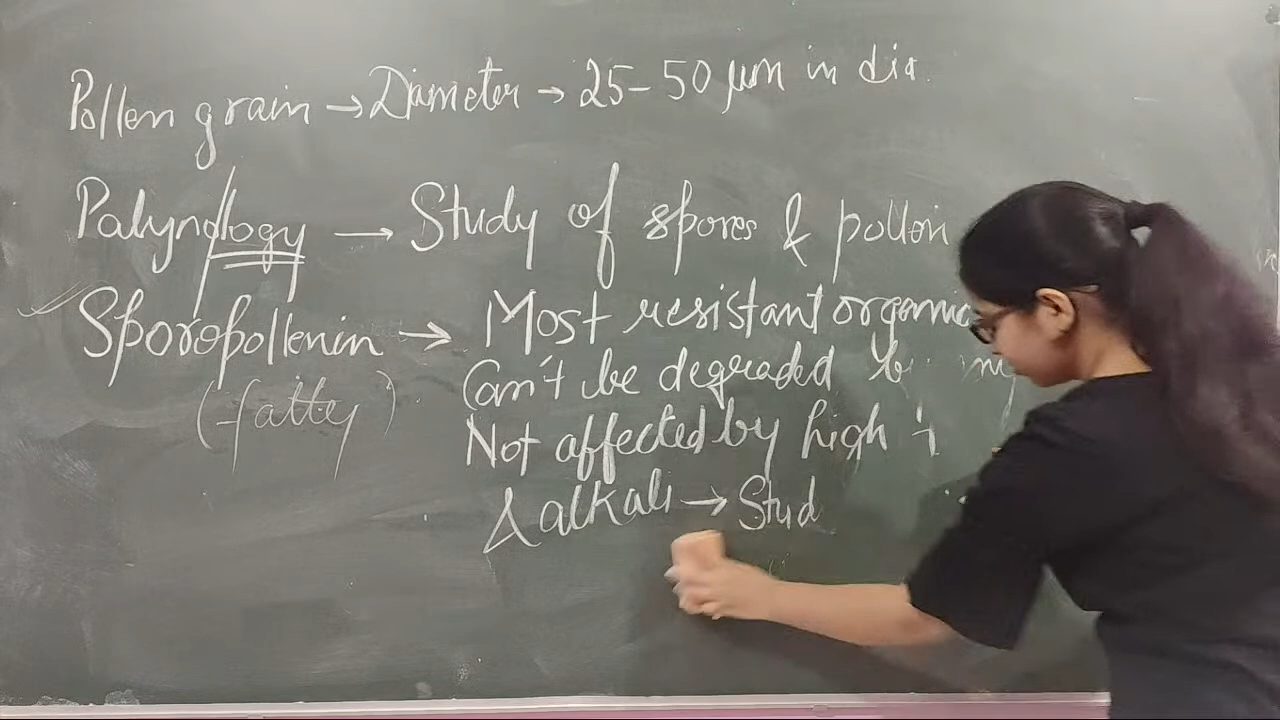 Pollen grain → Diameter → 25-50 μm in dia.
Palynology → Study of spores & pollen
Sporopollenin → Most resistant organic
(fatty) Can't be degraded
Not affected by high
& alkali → Stud